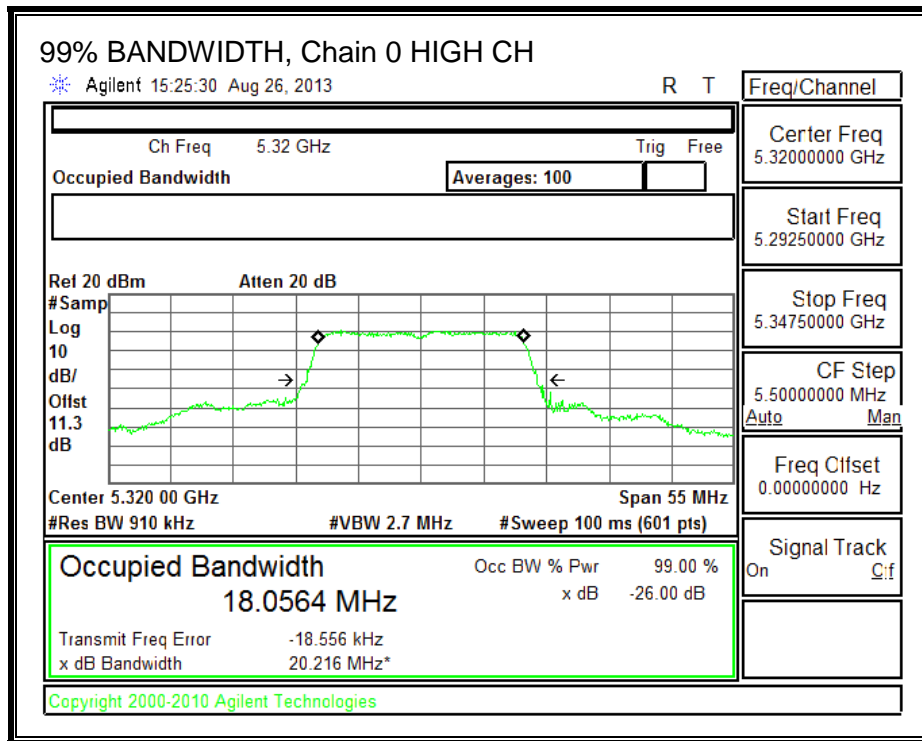 99% BANDWIDTH, Chain 0 HIGH CH
Agilent 15:25:30 Aug 26, 2013 R T
Ch Freq 5.32 GHz Trig Free
Occupied Bandwidth Averages: 100
Ref 20 dBm Atten 20 dB
#Samp
Log
10
dB/
Offst
11.3
dB
Center 5.320 00 GHz Span 55 MHz
#Res BW 910 kHz #VBW 2.7 MHz #Sweep 100 ms (601 pts)
Occupied Bandwidth Occ BW % Pwr 99.00 %
18.0564 MHz x dB -26.00 dB
Transmit Freq Error -18.556 kHz
x dB Bandwidth 20.216 MHz*
Copyright 2000-2010 Agilent Technologies
Freq/Channel
Center Freq
5.32000000 GHz
Start Freq
5.29250000 GHz
Stop Freq
5.34750000 GHz
CF Step
5.50000000 MHz
Auto Man
Freq Offset
0.00000000 Hz
Signal Track
On Off